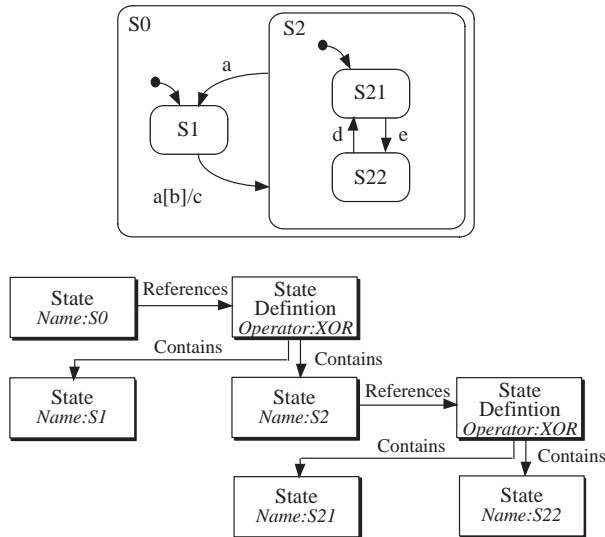 S0
S2
a
S21
S1
d
e
S22
a[b]/c
References
State
Name:S0
State
Defintion
Operator:XOR
Contains
Contains
State
Name:S1
State
Name:S2
References
State
Defintion
Operator:XOR
Contains
Contains
State
Name:S21
State
Name:S22